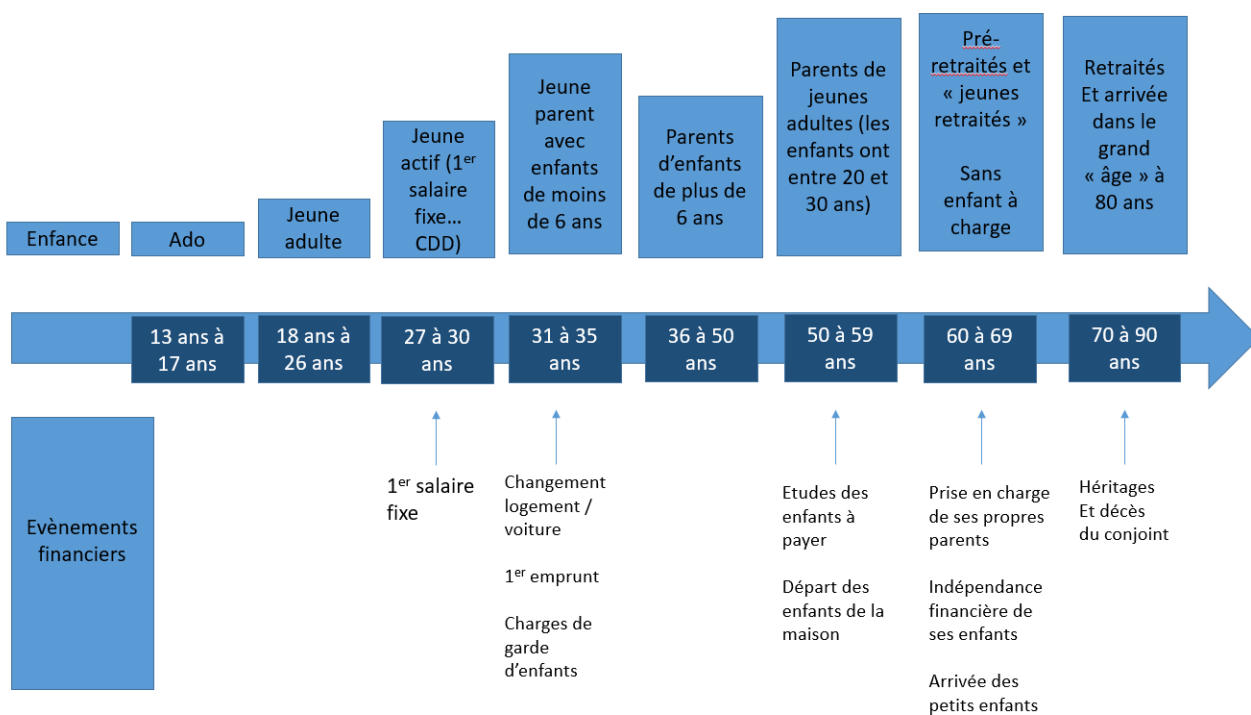 Enfance
Ado
Jeune
adulte
Jeune
actif (1er
salaire
fixe...
CDD)
Jeune
parent
avec
enfants
de moins
de 6 ans
Parents
d’enfants
de plus de
6 ans
Parents de
jeunes
adultes (les
enfants ont
entre 20 et
30 ans)
Pré-
retraités et
« jeunes
retraités »
Sans
enfant à
charge
Retraités
Et arrivée
dans le
grand
« âge » à
80 ans
13 ans à
17 ans
18 ans à
26 ans
27 à 30
ans
31 à 35
ans
36 à 50
ans
50 à 59
ans
60 à 69
ans
70 à 90
ans
Evènements
financiers
1er salaire
fixe
Changement
logement /
voiture
1er emprunt
Charges de
garde
d’enfants
Etudes des
enfants à
payer
Départ des
enfants de la
maison
Prise en charge
de ses propres
parents
Indépendance
financière de
ses enfants
Arrivée des
petits enfants
Héritages
Et décès
du conjoint